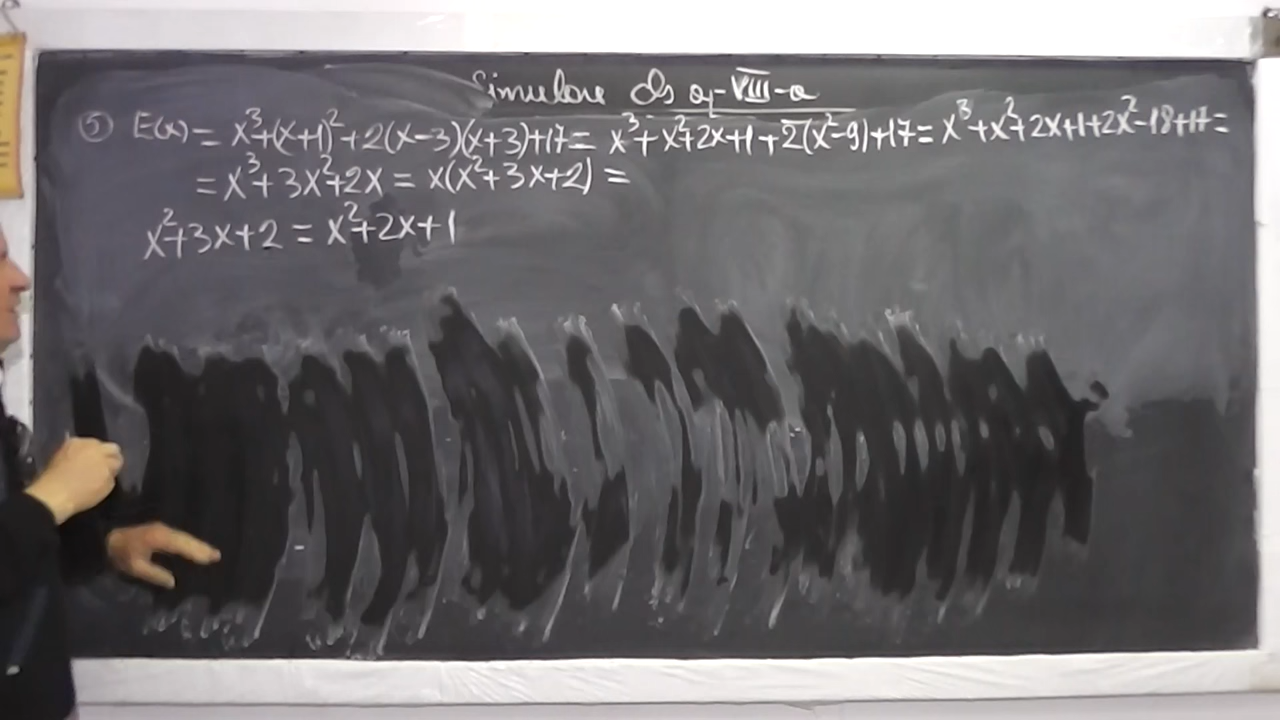 Simulare cls a-VIII-a
⑤ E(x) = x³+(x+1)²+2(x-3)(x+3)+17= x³+x²+2x+1+2(x²-9)+17= x³+x²+2x+1+2x²-18+17=
= x³+3x²+2x = x(x²+3x+2) =
x²+3x+2 = x²+2x+1